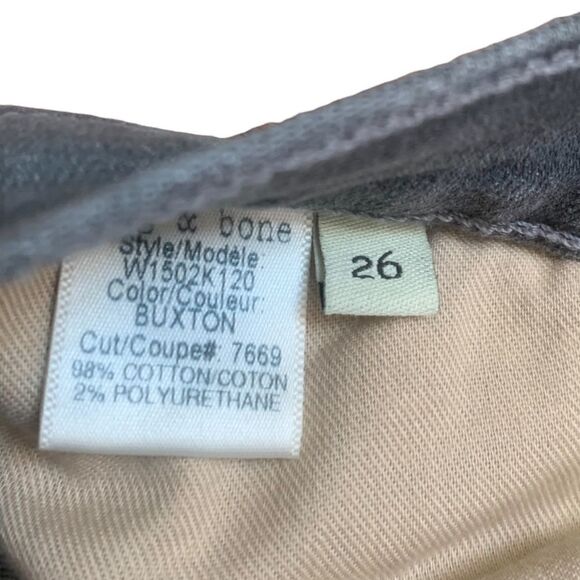 & bone
Style/Modèle:
W1502K120
Color/Couleur:
BUXTON
Cut/Coupe#: 7669
98% COTTON/COTON
2% POLYURETHANE
26